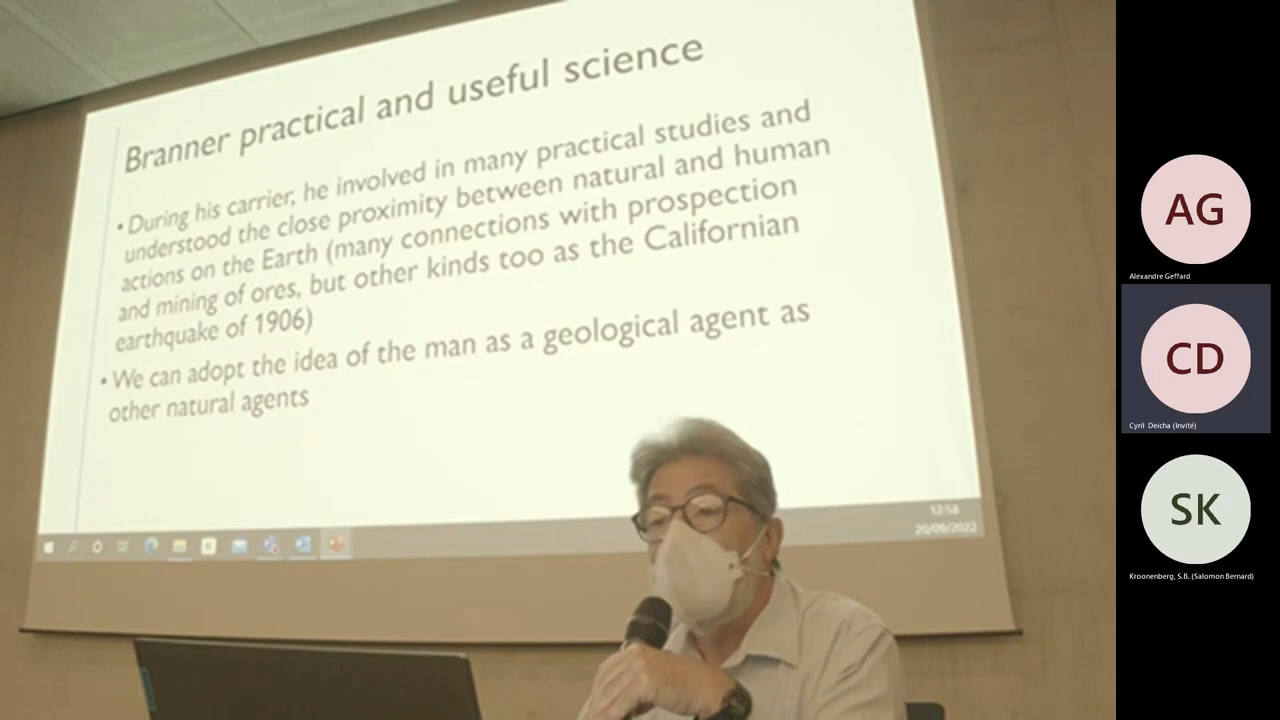 Branner practical and useful science
• During his carrier, he involved in many practical studies and
understood the close proximity between natural and human
actions on the Earth (many connections with prospection
and mining of ores, but other kinds too as the Californian
earthquake of 1906)
• We can adopt the idea of the man as a geological agent as
other natural agents
12:58
20/09/2022
AG
Alexandre Geffard
CD
Cyril Deicha (Invité)
SK
Kroonenberg, S.B. (Salomon Bernard)